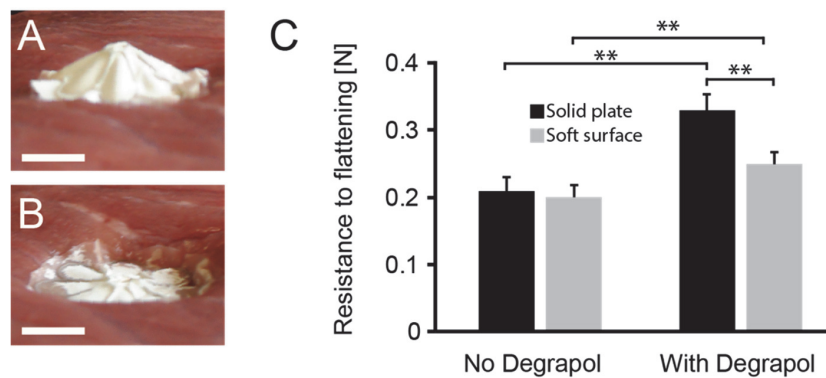 A
B
C
Resistance to flattening [N]
0.4
0.3
0.2
0.1
0
Solid plate
Soft surface
**
**
**
No Degrapol
With Degrapol